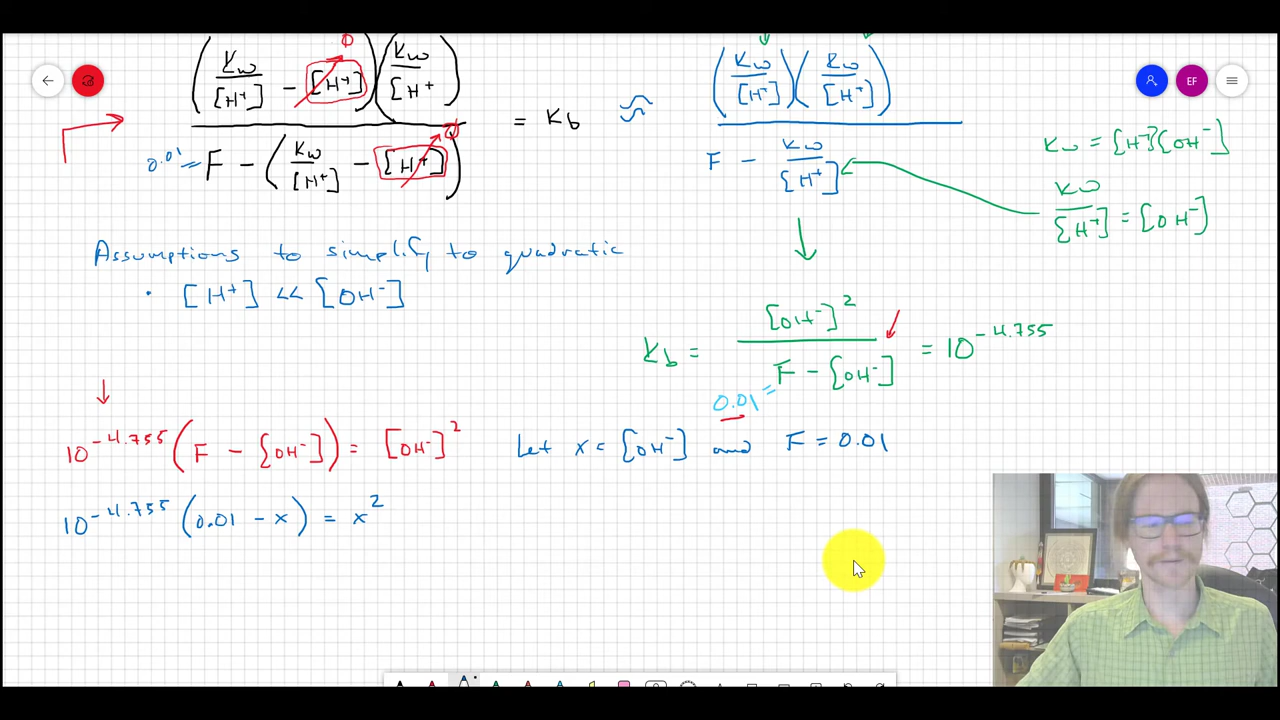 (Kw/[H+] - [H+])(Kw/[H+]) 0
0.01 = F - (Kw/[H+] - [H+]) 0
= Kb ≈
(Kw/[H+])(Kw/[H+])
F - Kw/[H+]
Kw = [H+][OH-]
Kw/[H+] = [OH-]
EF
Assumptions to simplify to quadratic
· [H+] << [OH-]
Kb = [OH-]²/(F - [OH-]) = 10^-4.755
0.01 =
10^-4.755 (F - [OH-]) = [OH-]²
Let x = [OH-] and F = 0.01
10^-4.755 (0.01 - x) = x²